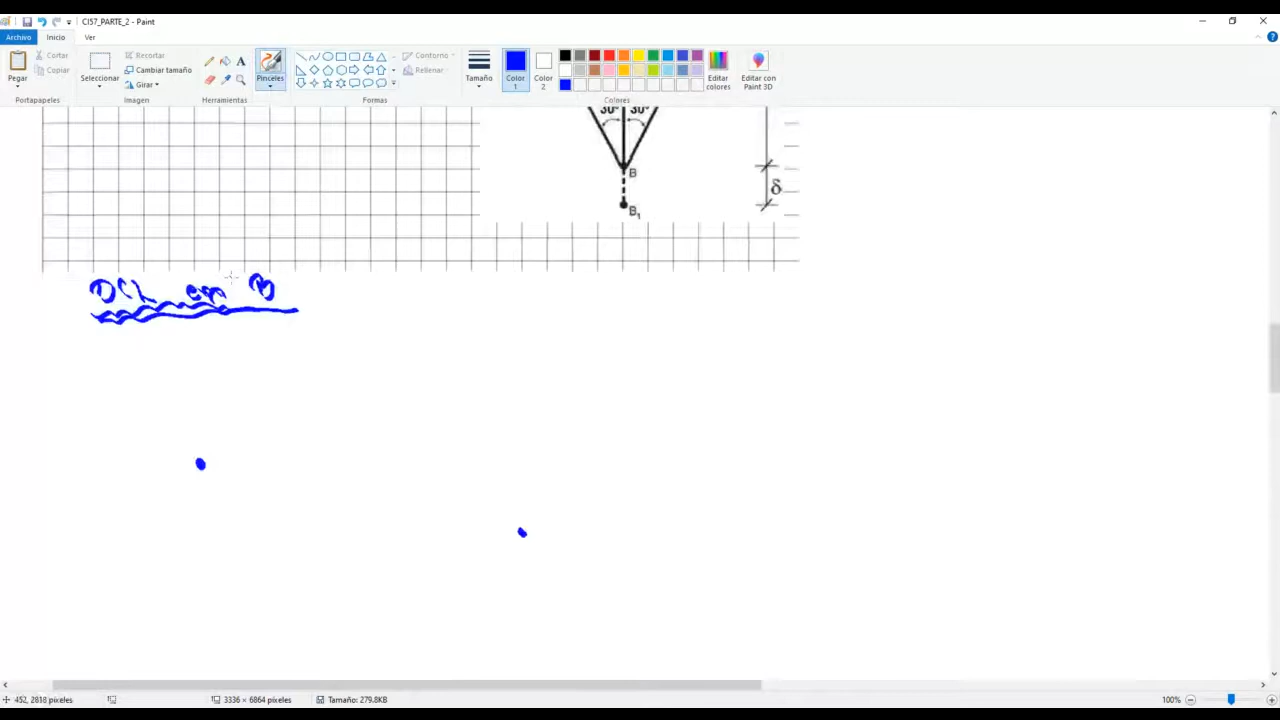 CI57_PARTE_2 - Paint
Archivo Inicio Ver
Pegar
Cortar
Copiar
Portapapeles
Seleccionar
Recortar
Cambiar tamaño
Girar
Imagen
A
Herramientas
Pinceles
Contorno
Rellenar
Formas
Tamaño
Color 1
Color 2
Editar colores
Colores
Editar con Paint 3D
30° 30°
B
δ
B1
DCL en B
452, 2818 píxeles
3336 × 6864 píxeles
Tamaño: 279.8KB
100%